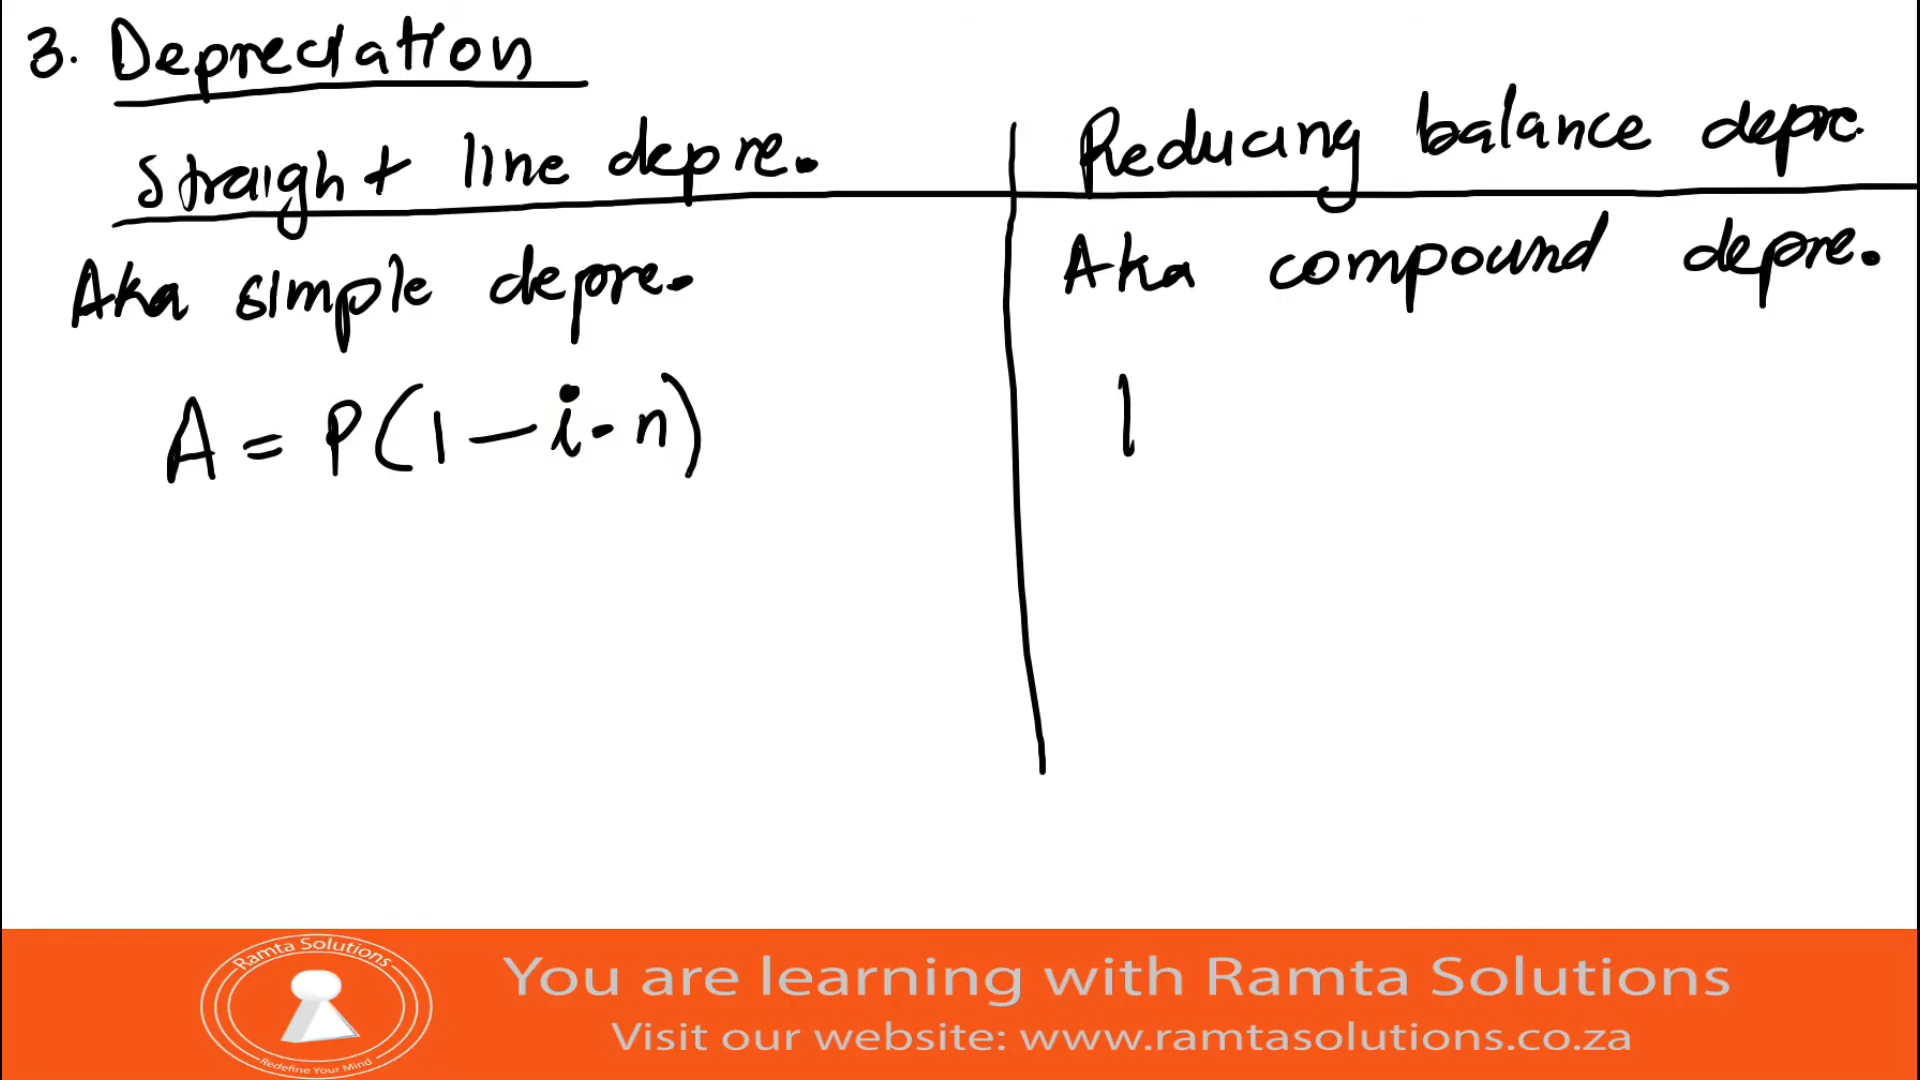 3. Depreciation
Straight line depre.
Reducing balance depre.
Aka simple depre.
Aka compound depre.
A = P(1 - i · n)
Ramta Solutions
Redefine Your Mind
You are learning with Ramta Solutions
Visit our website: www.ramtasolutions.co.za